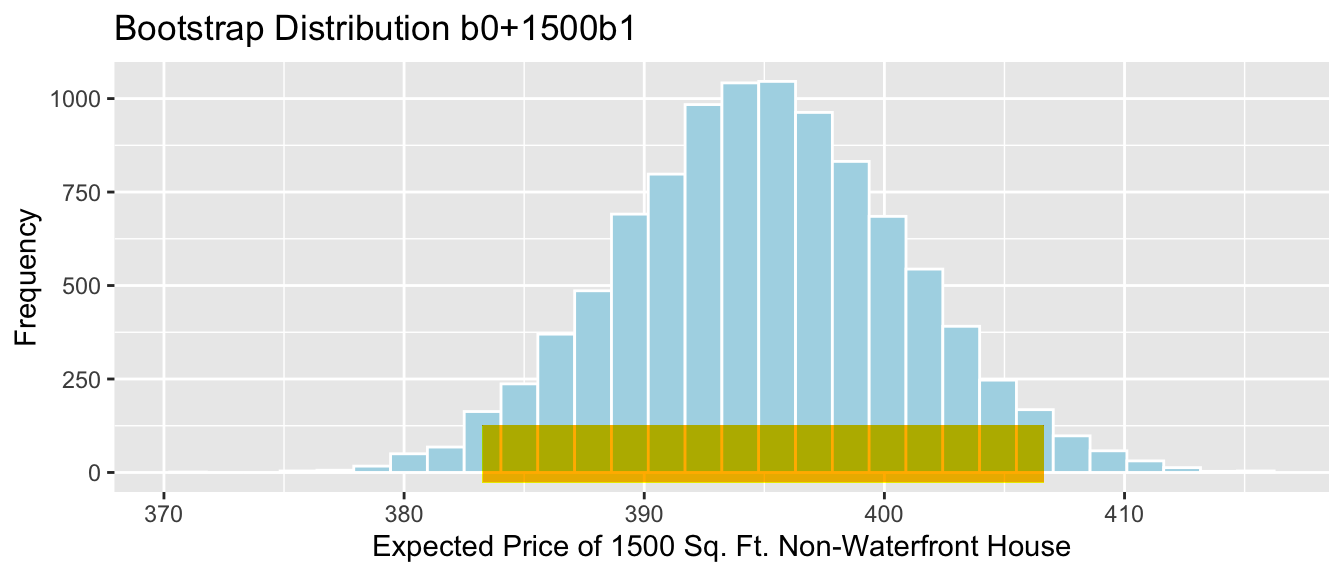 Bootstrap Distribution b0+1500b1
Frequency
1000
750
500
250
0
370 380 390 400 410
Expected Price of 1500 Sq. Ft. Non-Waterfront House